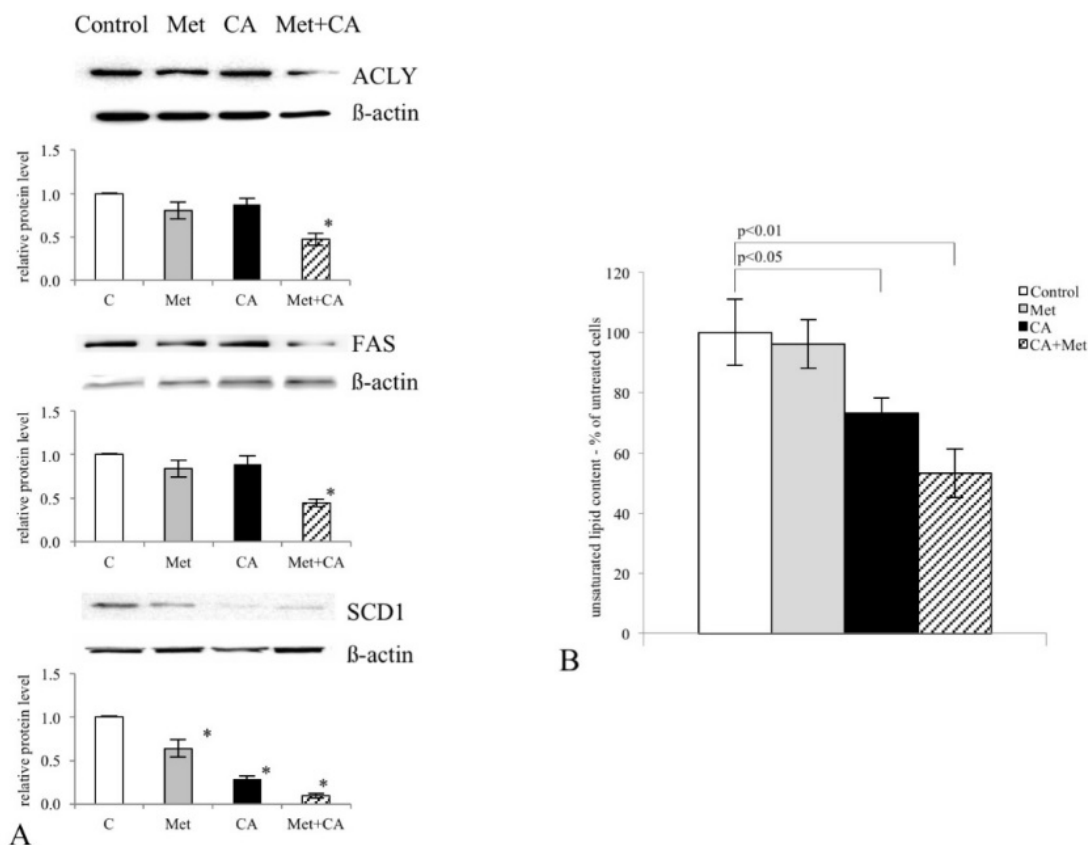 Control Met CA Met+CA
ACLY
ß-actin
relative protein level
1.5
1.0
0.5
0.0
*
C Met CA Met+CA
FAS
ß-actin
relative protein level
1.5
1.0
0.5
0.0
*
C Met CA Met+CA
SCD1
ß-actin
relative protein level
1.0
0.5
0.0
*
*
*
C Met CA Met+CA
A
p<0.01
p<0.05
unsaturated lipid content - % of untreated cells
120
100
80
60
40
20
0
Control
Met
CA
CA+Met
B